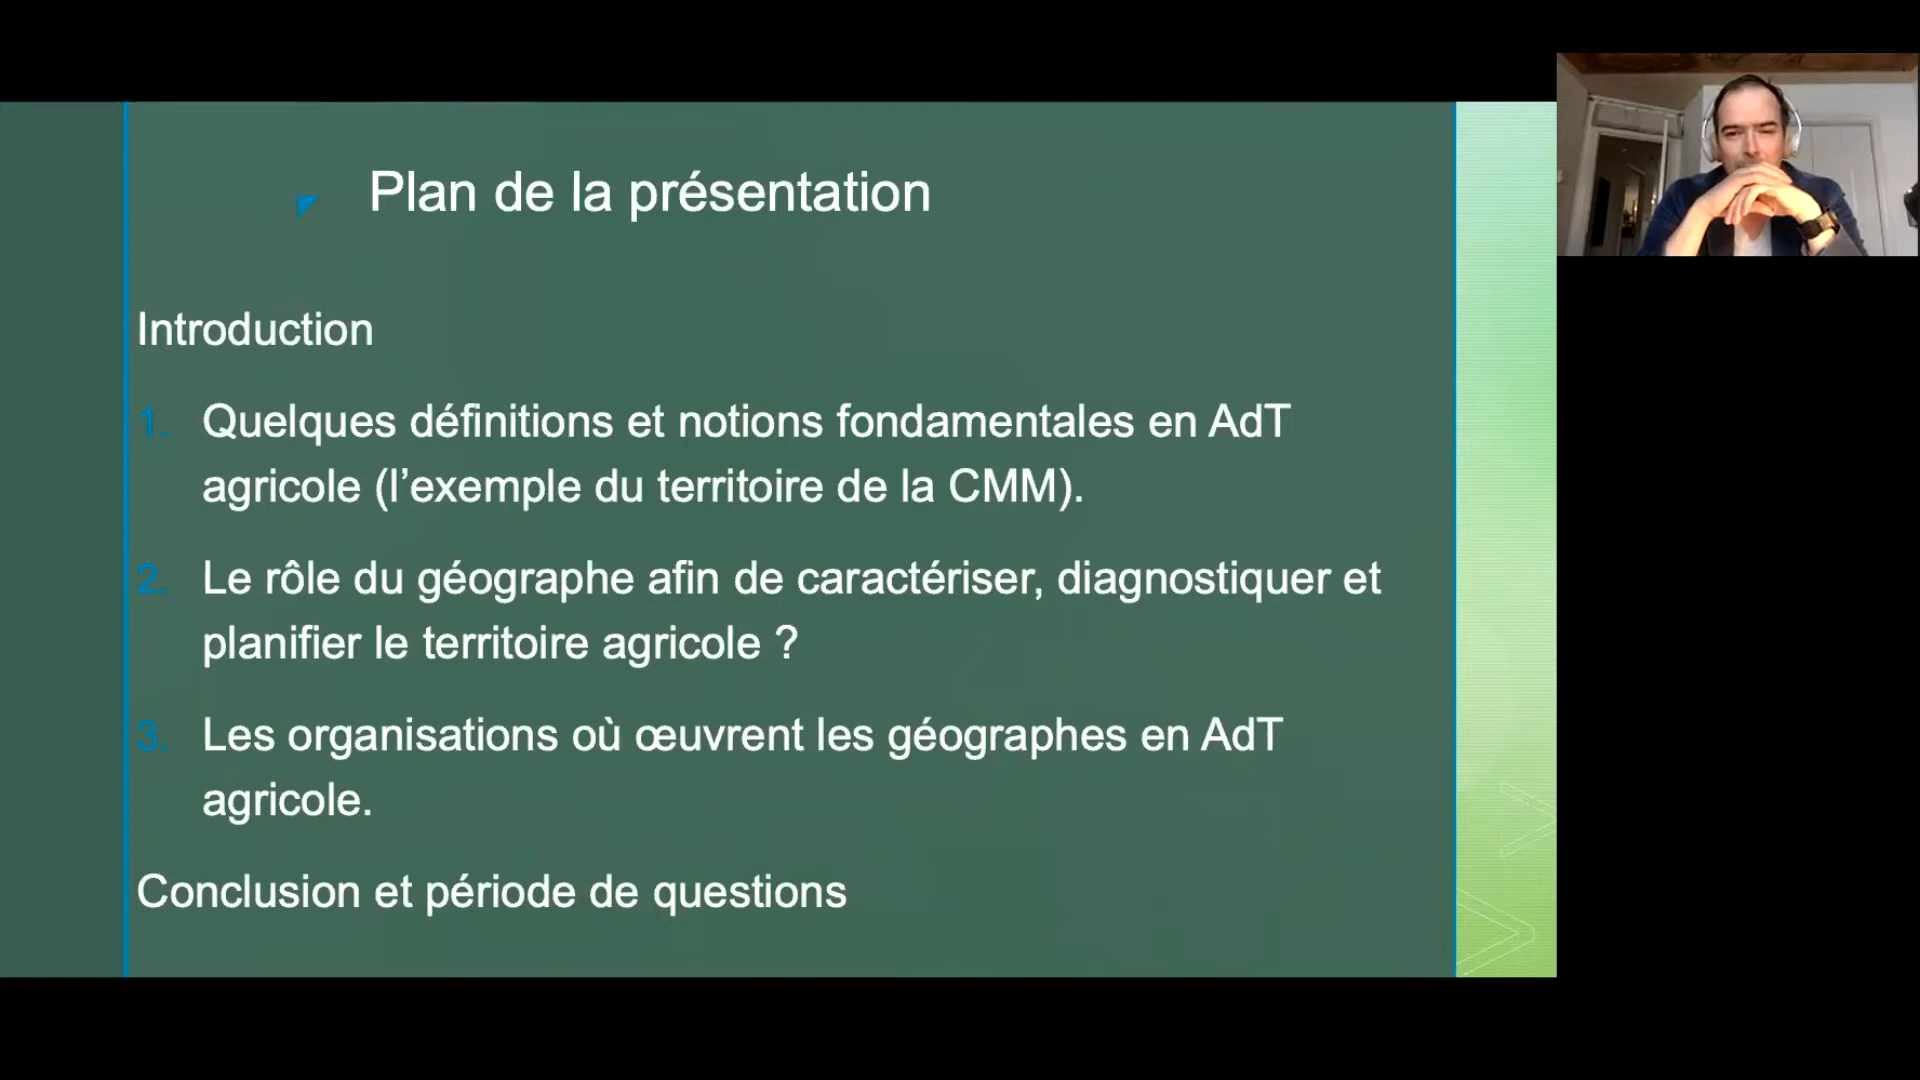 Plan de la présentation
Introduction
1. Quelques définitions et notions fondamentales en AdT
agricole (l’exemple du territoire de la CMM).
2. Le rôle du géographe afin de caractériser, diagnostiquer et
planifier le territoire agricole ?
3. Les organisations où œuvrent les géographes en AdT
agricole.
Conclusion et période de questions